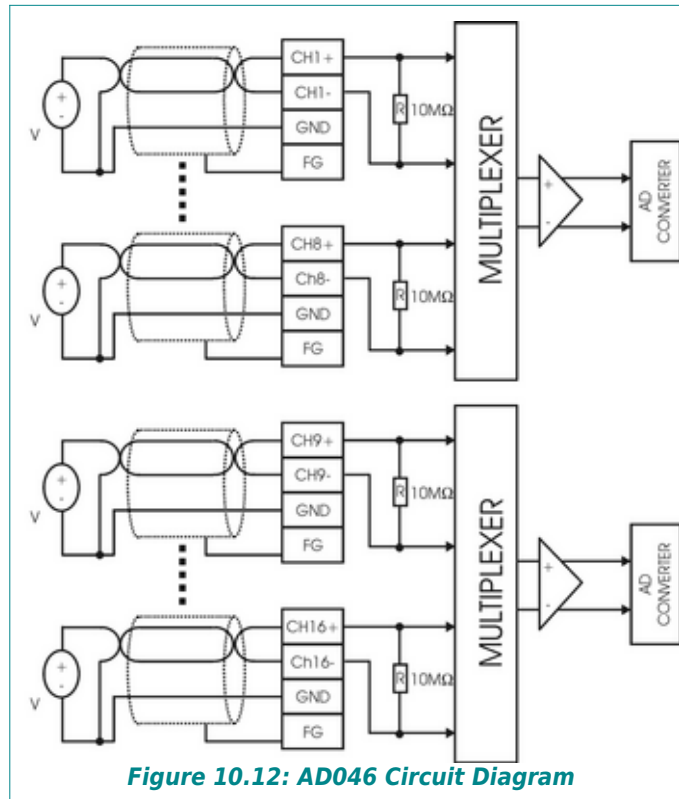 CH1+
CH1-
GND
FG
+
-
V
R 10MΩ
MULTIPLEXER
+
-
AD
CONVERTER
CH8+
Ch8-
GND
FG
+
-
V
R 10MΩ
CH9+
CH9-
GND
FG
+
-
V
R 10MΩ
MULTIPLEXER
+
-
AD
CONVERTER
CH16+
Ch16-
GND
FG
+
-
V
R 10MΩ
Figure 10.12: AD046 Circuit Diagram